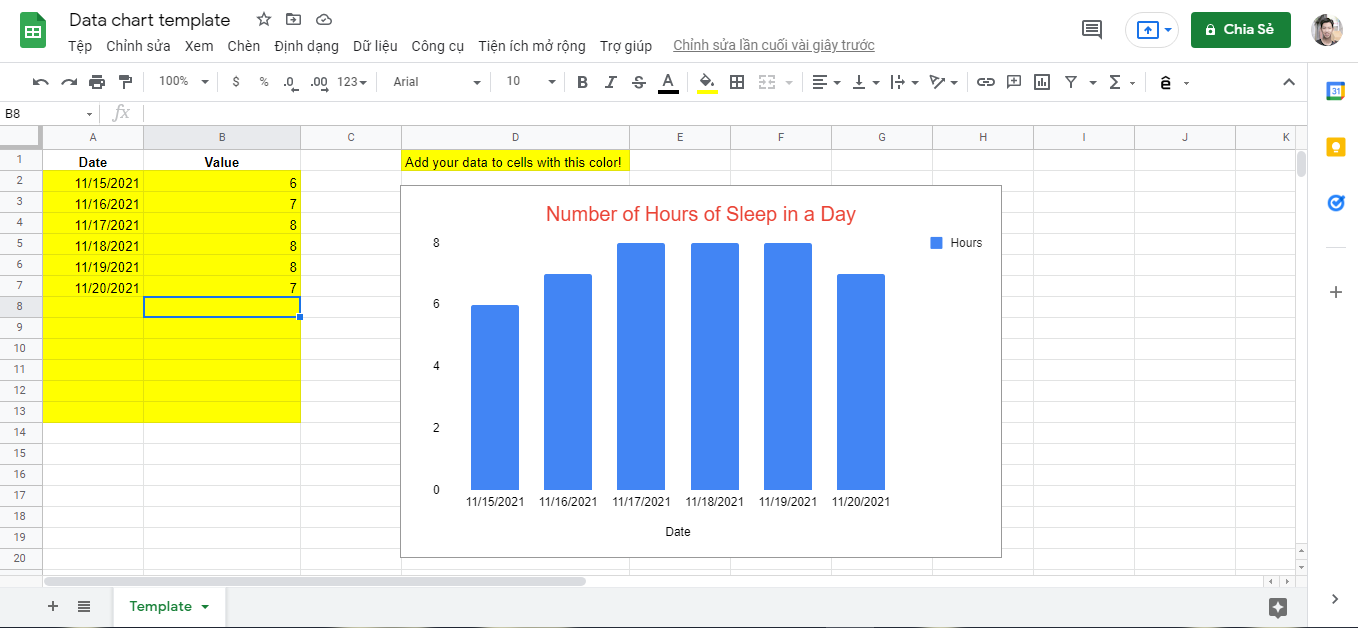 Data chart template
Tệp Chỉnh sửa Xem Chèn Định dạng Dữ liệu Công cụ Tiện ích mở rộng Trợ giúp Chỉnh sửa lần cuối vài giây trước
Chia Sẻ
100% $ % .0 .00 123 Arial 10 B I S A Σ ê
31
B8 fx
A B C D E F G H I J K
1 Date Value Add your data to cells with this color!
2 11/15/2021 6
3 11/16/2021 7
4 11/17/2021 8
5 11/18/2021 8
6 11/19/2021 8
7 11/20/2021 7
8
9
10
11
12
13
14
15
16
17
18
19
20
Number of Hours of Sleep in a Day
Hours
8
6
4
2
0
11/15/2021 11/16/2021 11/17/2021 11/18/2021 11/19/2021 11/20/2021
Date
Template